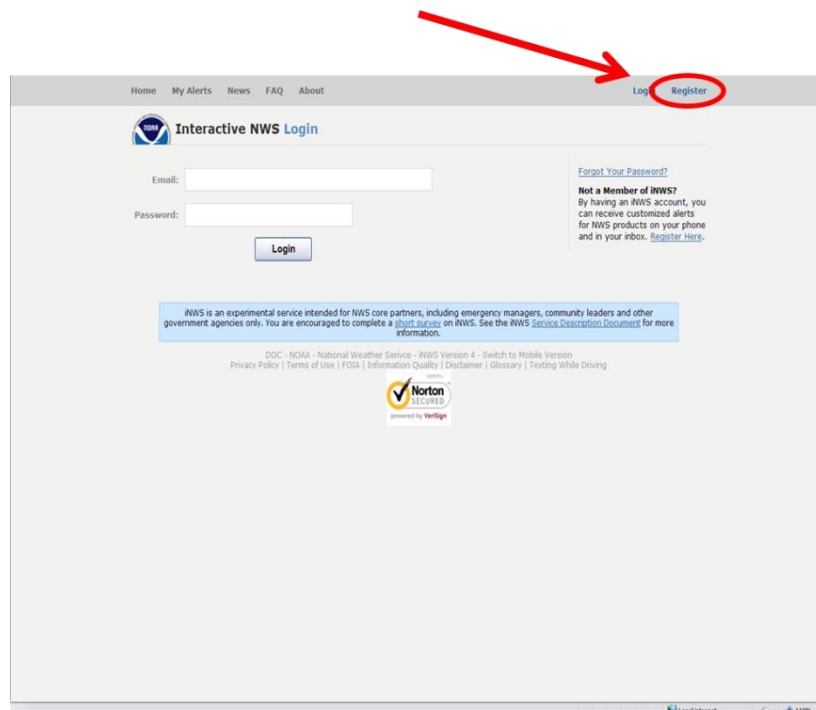 Home My Alerts News FAQ About Login Register
NOAA
Interactive NWS Login
Email:
Password:
Login
Forgot Your Password?
Not a Member of iNWS?
By having an iNWS account, you
can receive customized alerts
for NWS products on your phone
and in your inbox. Register Here.
iNWS is an experimental service intended for NWS core partners, including emergency managers, community leaders and other
government agencies only. You are encouraged to complete a short survey on iNWS. See the iNWS Service Description Document for more
information.
DOC - NOAA - National Weather Serivce - iNWS Version 4 - Switch to Mobile Version
Privacy Policy | Terms of Use | FOIA | Information Quality | Disclaimer | Glossary | Texting While Driving
Norton
SECURED
powered by VeriSign